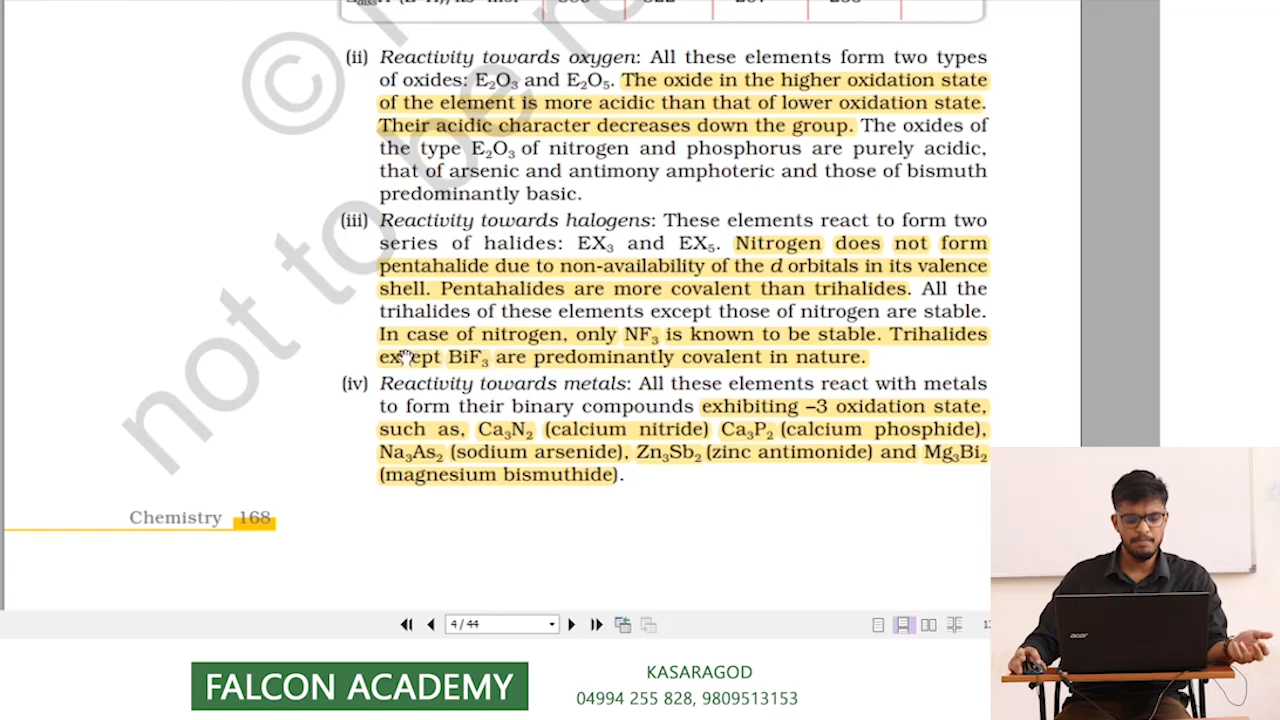 (ii) Reactivity towards oxygen: All these elements form two types
of oxides: E₂O₃ and E₂O₅. The oxide in the higher oxidation state
of the element is more acidic than that of lower oxidation state.
Their acidic character decreases down the group. The oxides of
the type E₂O₃ of nitrogen and phosphorus are purely acidic,
that of arsenic and antimony amphoteric and those of bismuth
predominantly basic.
(iii) Reactivity towards halogens: These elements react to form two
series of halides: EX₃ and EX₅. Nitrogen does not form
pentahalide due to non-availability of the d orbitals in its valence
shell. Pentahalides are more covalent than trihalides. All the
trihalides of these elements except those of nitrogen are stable.
In case of nitrogen, only NF₃ is known to be stable. Trihalides
except BiF₃ are predominantly covalent in nature.
(iv) Reactivity towards metals: All these elements react with metals
to form their binary compounds exhibiting –3 oxidation state,
such as, Ca₃N₂ (calcium nitride) Ca₃P₂ (calcium phosphide),
Na₃As₂ (sodium arsenide), Zn₃Sb₂ (zinc antimonide) and Mg₃Bi₂
(magnesium bismuthide).
not to be re
©
Chemistry 168
4 / 44
acer
FALCON ACADEMY
KASARAGOD
04994 255 828, 9809513153